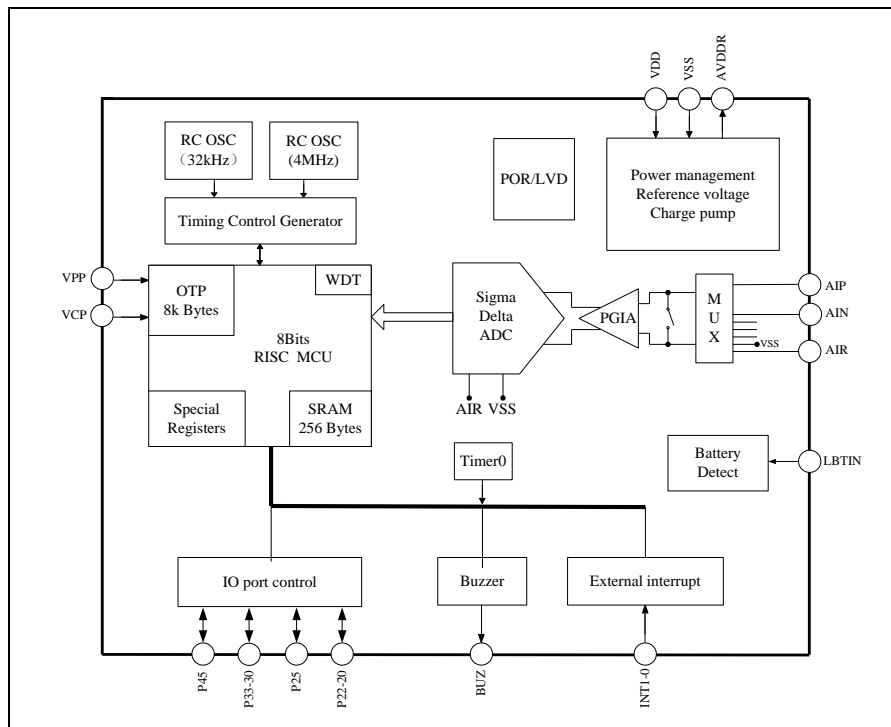 VDD
VSS
AVDDR
RC OSC
（32kHz）
RC OSC
(4MHz)
POR/LVD
Power management
Reference voltage
Charge pump
Timing Control Generator
VPP
VCP
OTP
8k Bytes
WDT
8Bits
RISC MCU
Special
Registers
SRAM
256 Bytes
Sigma
Delta
ADC
AIR
VSS
PGIA
M
U
X
VSS
AIP
AIN
AIR
Battery
Detect
LBTIN
Timer0
IO port control
Buzzer
External interrupt
P45
P33-30
P25
P22-20
BUZ
INT1-0